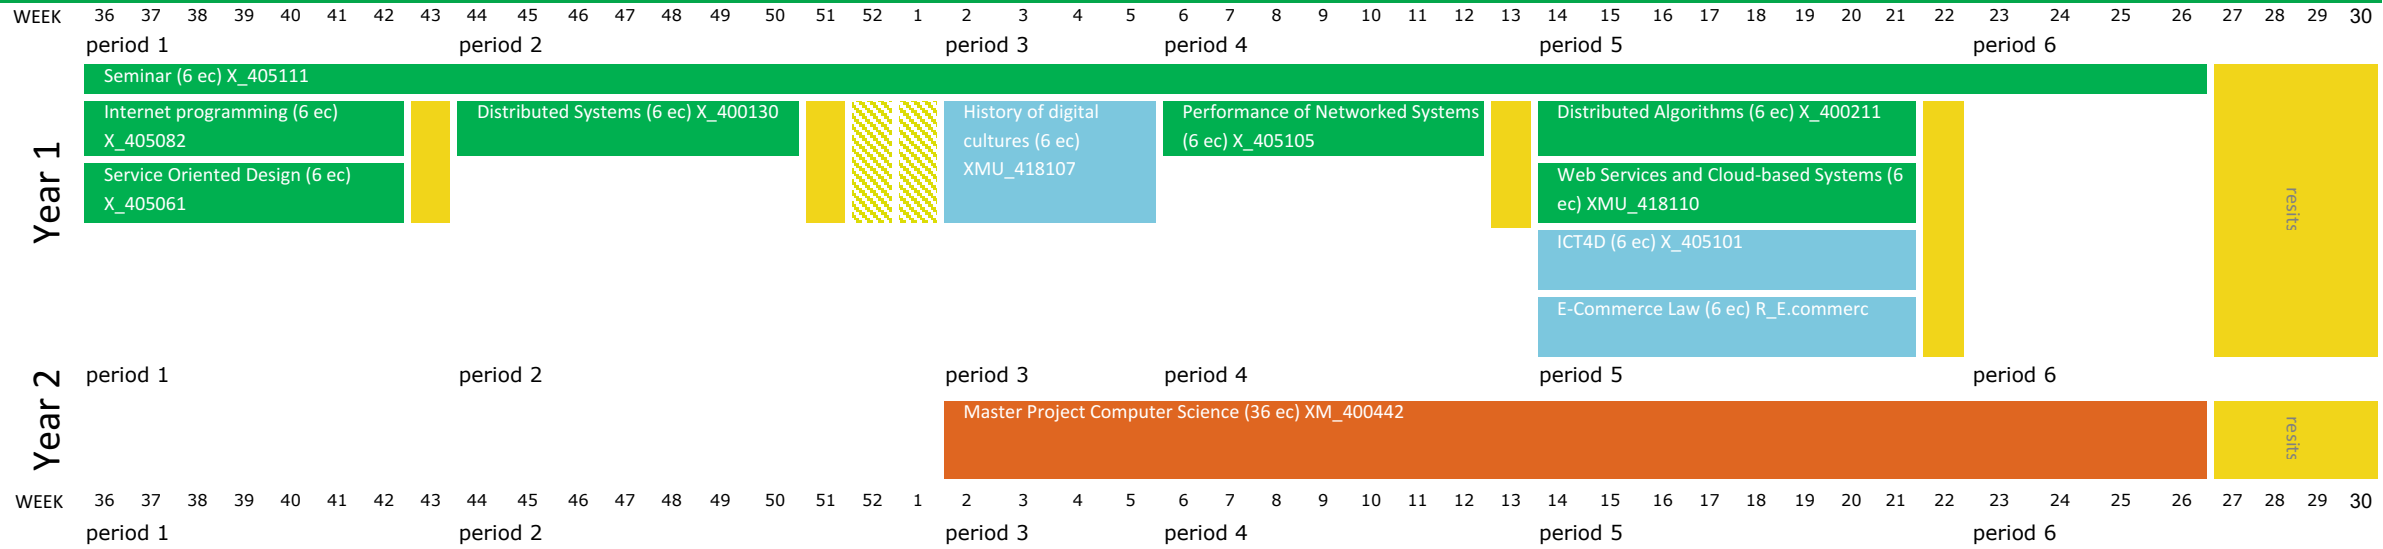 WEEK 36 37 38 39 40 41 42 43 44 45 46 47 48 49 50 51 52 1 2 3 4 5 6 7 8 9 10 11 12 13 14 15 16 17 18 19 20 21 22 23 24 25 26 27 28 29 30
period 1 period 2 period 3 period 4 period 5 period 6
Year 1
Seminar (6 ec) X_405111
Internet programming (6 ec)
X_405082
Service Oriented Design (6 ec)
X_405061
Distributed Systems (6 ec) X_400130
History of digital
cultures (6 ec)
XMU_418107
Performance of Networked Systems
(6 ec) X_405105
Distributed Algorithms (6 ec) X_400211
Web Services and Cloud-based Systems (6
ec) XMU_418110
ICT4D (6 ec) X_405101
E-Commerce Law (6 ec) R_E.commerc
resits
Year 2
period 1 period 2 period 3 period 4 period 5 period 6
Master Project Computer Science (36 ec) XM_400442
resits
WEEK 36 37 38 39 40 41 42 43 44 45 46 47 48 49 50 51 52 1 2 3 4 5 6 7 8 9 10 11 12 13 14 15 16 17 18 19 20 21 22 23 24 25 26 27 28 29 30
period 1 period 2 period 3 period 4 period 5 period 6